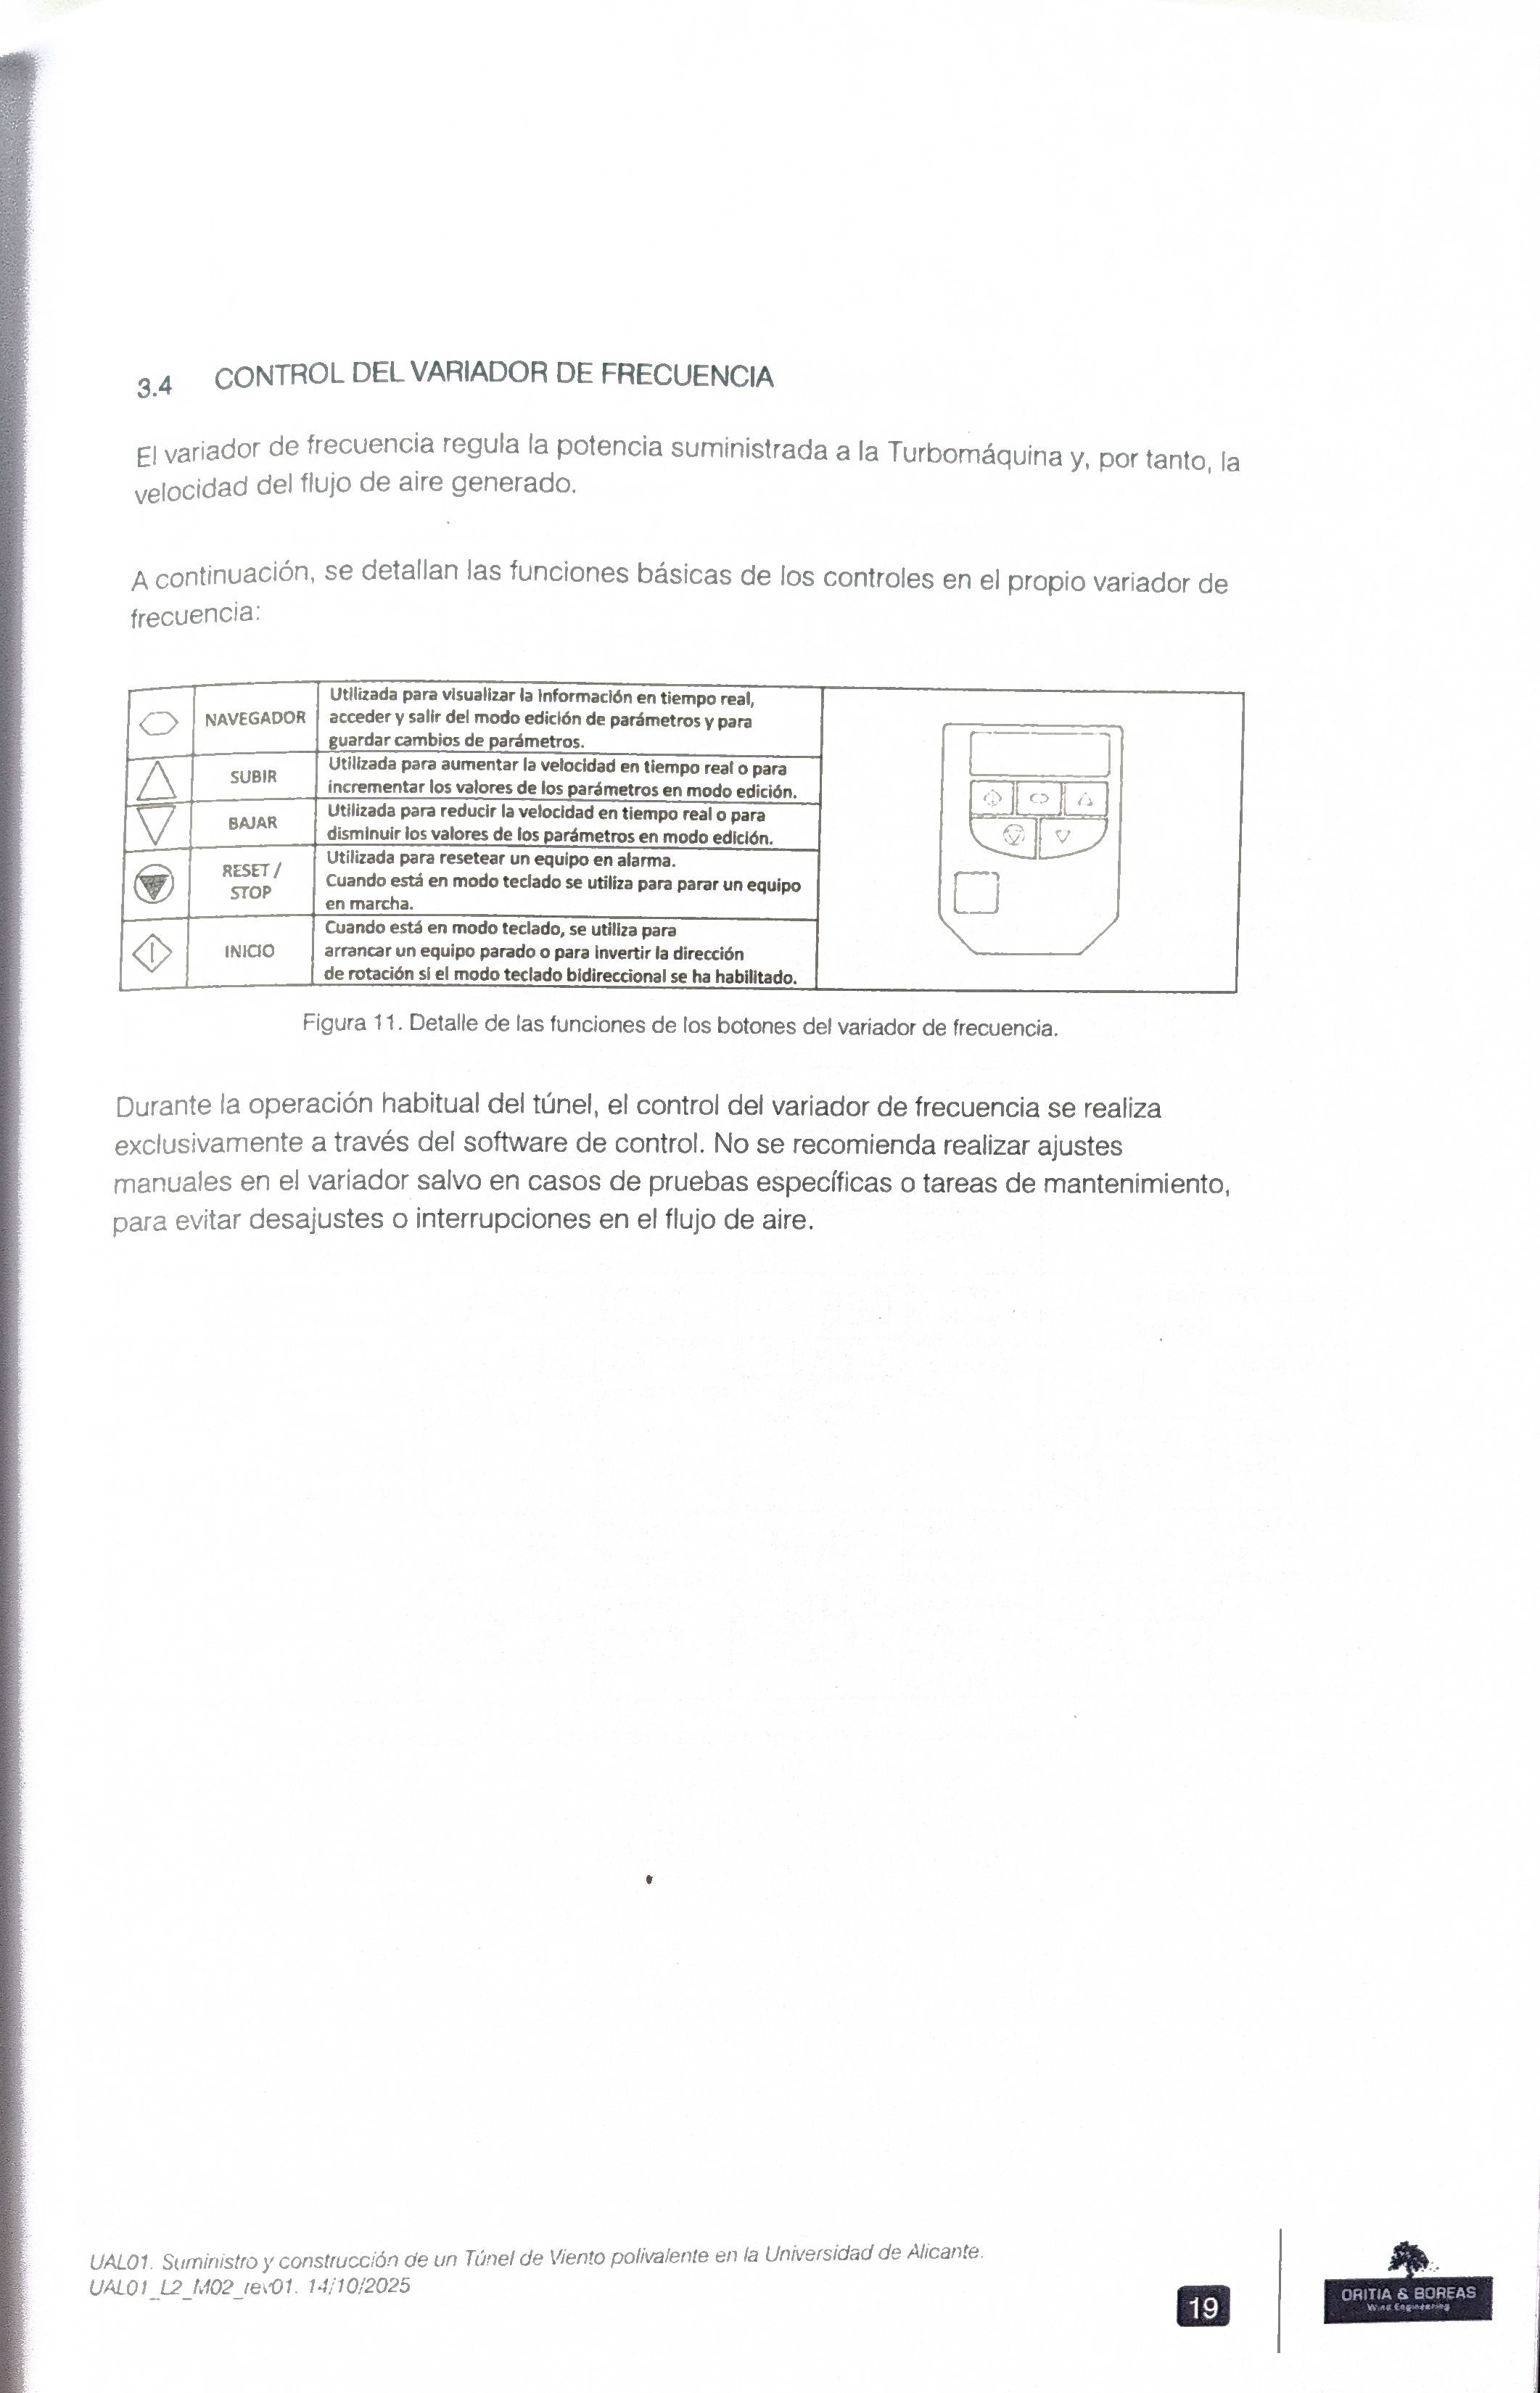 3.4 CONTROL DEL VARIADOR DE FRECUENCIA
El variador de frecuencia regula la potencia suministrada a la Turbomáquina y, por tanto, la
velocidad del flujo de aire generado.
A continuación, se detallan las funciones básicas de los controles en el propio variador de
frecuencia:
NAVEGADOR
Utilizada para visualizar la información en tiempo real,
acceder y salir del modo edición de parámetros y para
guardar cambios de parámetros.
SUBIR
Utilizada para aumentar la velocidad en tiempo real o para
incrementar los valores de los parámetros en modo edición.
BAJAR
Utilizada para reducir la velocidad en tiempo real o para
disminuir los valores de los parámetros en modo edición.
RESET /
STOP
Utilizada para resetear un equipo en alarma.
Cuando está en modo teclado se utiliza para parar un equipo
en marcha.
INICIO
Cuando está en modo teclado, se utiliza para
arrancar un equipo parado o para invertir la dirección
de rotación si el modo teclado bidireccional se ha habilitado.
Figura 11. Detalle de las funciones de los botones del variador de frecuencia.
Durante la operación habitual del túnel, el control del variador de frecuencia se realiza
exclusivamente a través del software de control. No se recomienda realizar ajustes
manuales en el variador salvo en casos de pruebas específicas o tareas de mantenimiento,
para evitar desajustes o interrupciones en el flujo de aire.
UAL01. Suministro y construcción de un Túnel de Viento polivalente en la Universidad de Alicante.
UAL01_L2_M02_rev01. 14/10/2025
19
ORITIA & BOREAS
Wind Engineering